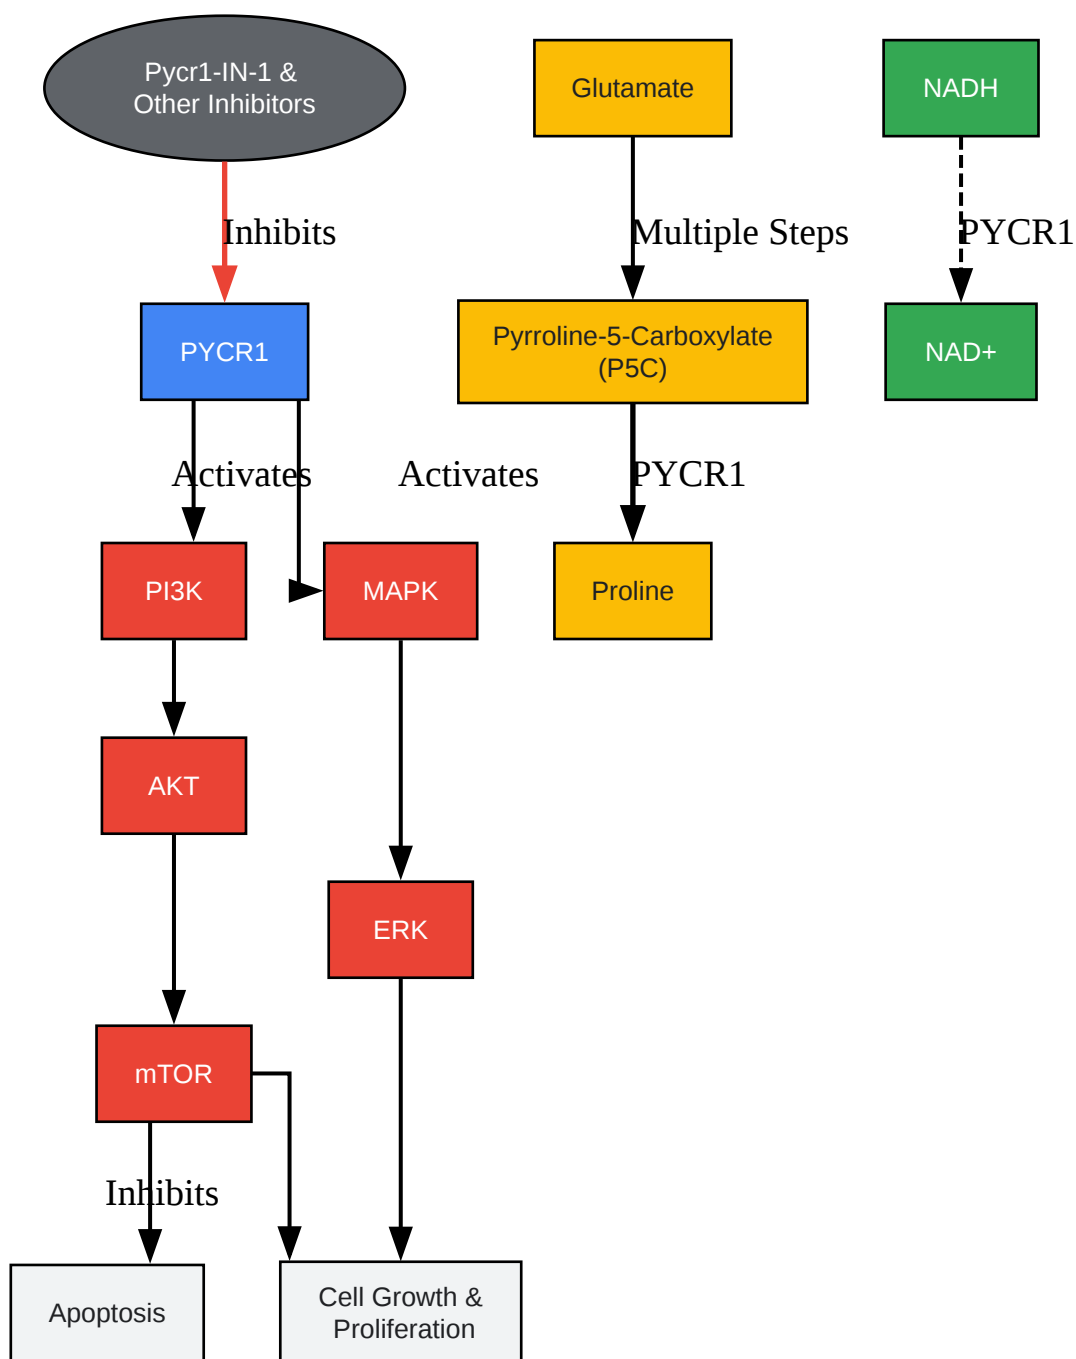 Pycr1-IN-1 &
Other Inhibitors
Glutamate
NADH
Inhibits
Multiple Steps
PYCR1
PYCR1
Pyrroline-5-Carboxylate
(P5C)
NAD+
Activates
Activates
PYCR1
PI3K
MAPK
Proline
AKT
ERK
mTOR
Inhibits
Apoptosis
Cell Growth &
Proliferation